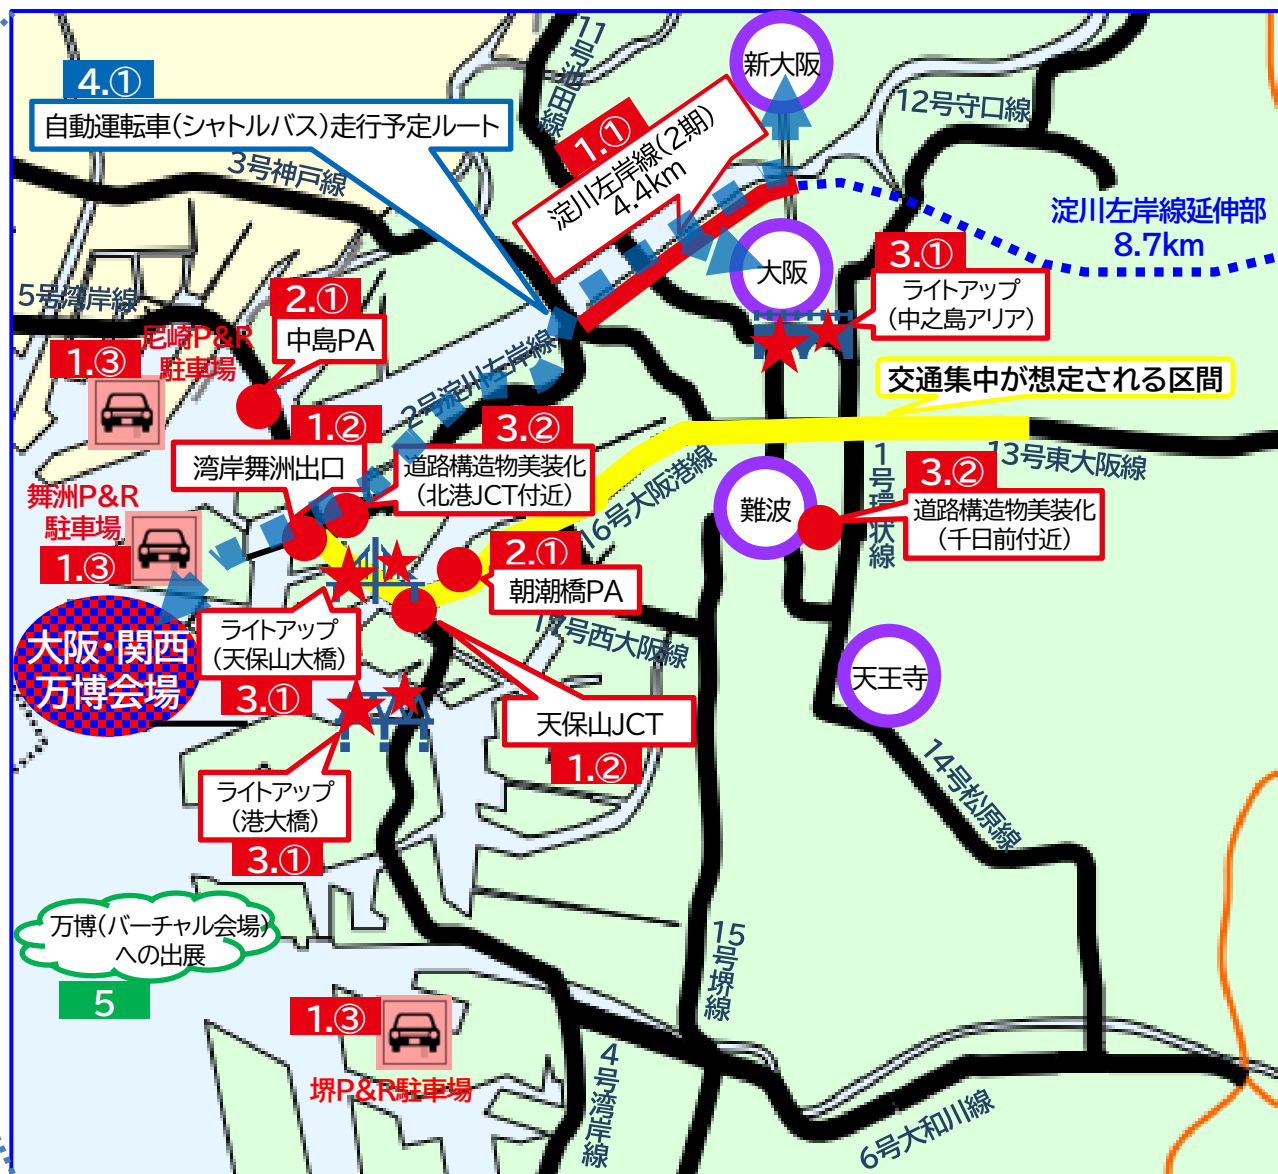 4.①
自動運転車(シャトルバス)走行予定ルート
11号池田線
新大阪
12号守口線
1.①
淀川左岸線(2期)
4.4km
3号神戸線
淀川左岸線延伸部
8.7km
大阪
3.①
ライトアップ
(中之島アリア)
5号湾岸線
2.①
中島PA
尼崎P&R
駐車場
1.③
2号淀川左岸線
交通集中が想定される区間
1.②
湾岸舞洲出口
3.②
道路構造物美装化
(北港JCT付近)
16号大阪港線
13号東大阪線
1号環状線
難波
3.②
道路構造物美装化
(千日前付近)
舞洲P&R
駐車場
1.③
2.①
朝潮橋PA
大阪・関西
万博会場
ライトアップ
(天保山大橋)
3.①
17号西大阪線
天王寺
天保山JCT
1.②
14号松原線
ライトアップ
(港大橋)
3.①
万博(バーチャル会場)
への出展
5
15号堺線
1.③
堺P&R駐車場
4号湾岸線
6号大和川線